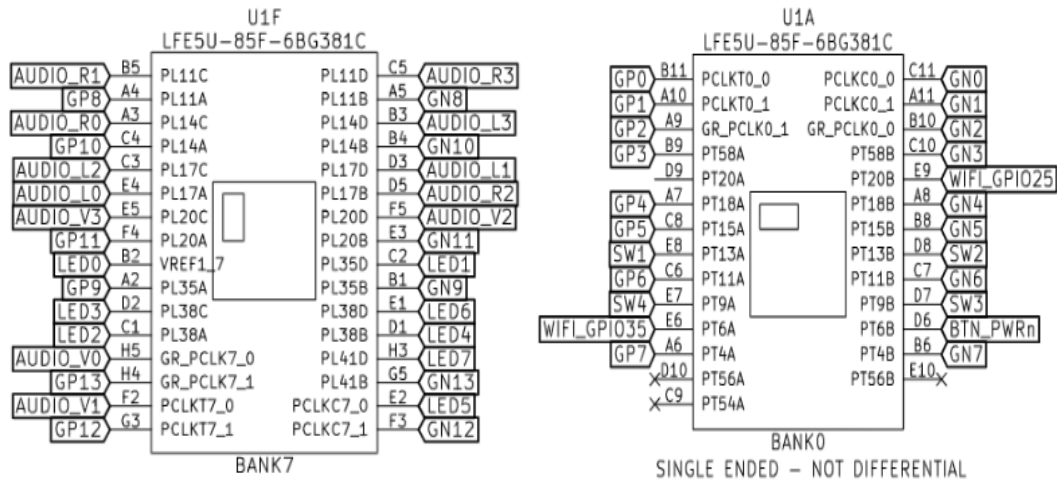 U1F
LFE5U-85F-6BG381C
AUDIO_R1 B5 PL11C PL11D C5 AUDIO_R3
GP8 A4 PL11A PL11B A5 GN8
AUDIO_R0 A3 PL14C PL14D B3 AUDIO_L3
GP10 C4 PL14A PL14B B4 GN10
AUDIO_L2 C3 PL17C PL17D D3 AUDIO_L1
AUDIO_L0 E4 PL17A PL17B D5 AUDIO_R2
AUDIO_V3 E5 PL20C PL20D F5 AUDIO_V2
GP11 F4 PL20A PL20B E3 GN11
LED0 B2 VREF1_7 PL35D C2 LED1
GP9 A2 PL35A PL35B B1 GN9
LED3 D2 PL38C PL38D E1 LED6
LED2 C1 PL38A PL38B D1 LED4
AUDIO_V0 H5 GR_PCLK7_0 PL41D H3 LED7
GP13 H4 GR_PCLK7_1 PL41B G5 GN13
AUDIO_V1 F2 PCLKT7_0 PCLKC7_0 E2 LED5
GP12 G3 PCLKT7_1 PCLKC7_1 F3 GN12
BANK7
U1A
LFE5U-85F-6BG381C
GP0 B11 PCLKT0_0 PCLKC0_0 C11 GN0
GP1 A10 PCLKT0_1 PCLKC0_1 A11 GN1
GP2 A9 GR_PCLK0_1 GR_PCLK0_0 B10 GN2
GP3 B9 PT58A PT58B C10 GN3
D9 PT20A PT20B E9 WIFI_GPIO25
GP4 A7 PT18A PT18B A8 GN4
GP5 C8 PT15A PT15B B8 GN5
SW1 E8 PT13A PT13B D8 SW2
GP6 C6 PT11A PT11B C7 GN6
SW4 E7 PT9A PT9B D7 SW3
WIFI_GPIO35 E6 PT6A PT6B D6 BTN_PWRn
GP7 A6 PT4A PT4B B6 GN7
D10 PT56A PT56B E10
C9 PT54A
BANK0
SINGLE ENDED – NOT DIFFERENTIAL